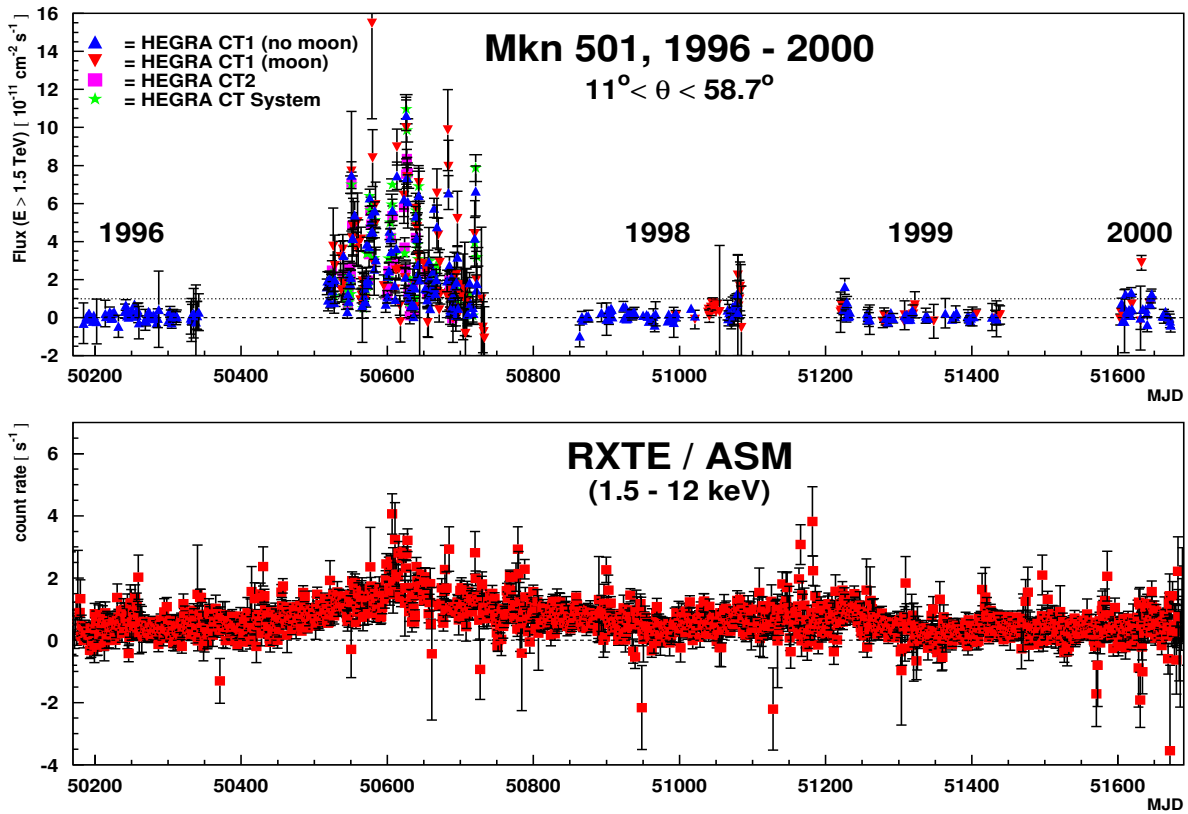 Mkn 501, 1996 - 2000
11° < θ < 58.7°
▲ = HEGRA CT1 (no moon)
▼ = HEGRA CT1 (moon)
■ = HEGRA CT2
★ = HEGRA CT System
Flux (E > 1.5 TeV) [ 10⁻¹¹ cm⁻² s⁻¹ ]
16
14
12
10
8
6
4
2
0
-2
1996
1998
1999
2000
50200 50400 50600 50800 51000 51200 51400 51600
MJD
RXTE / ASM
(1.5 - 12 keV)
count rate [ s⁻¹ ]
6
4
2
0
-2
-4
50200 50400 50600 50800 51000 51200 51400 51600
MJD